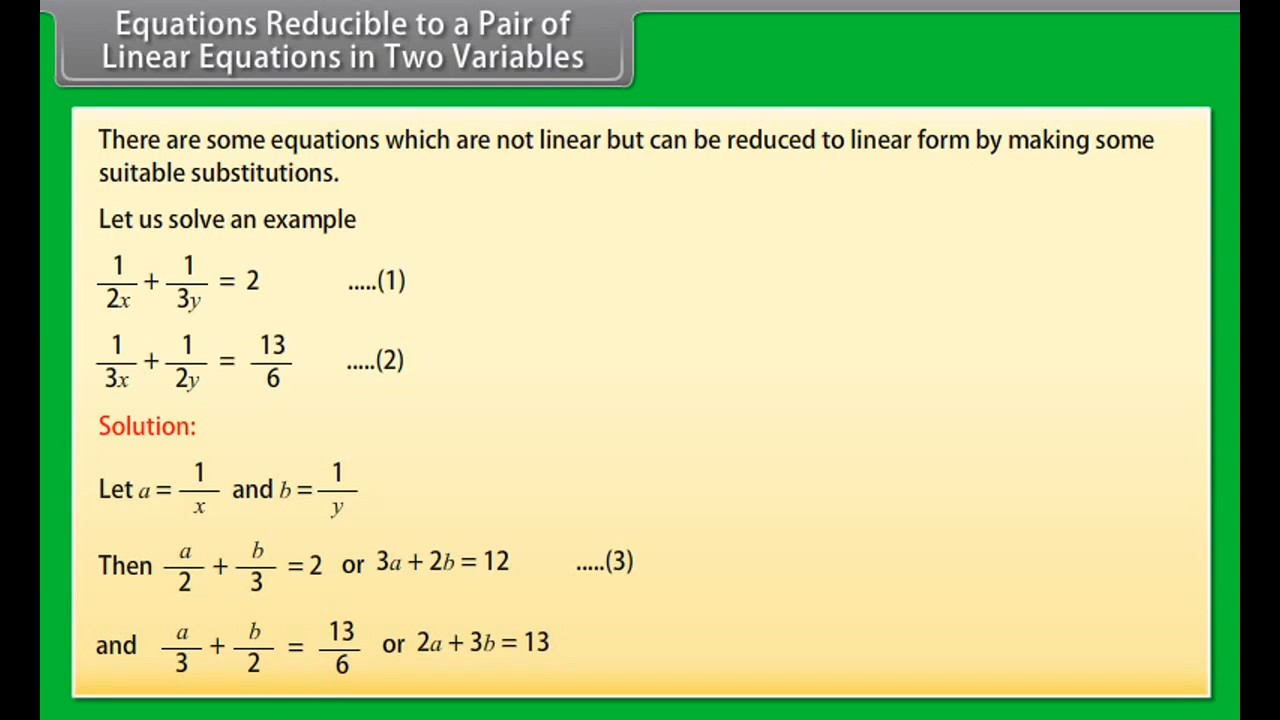 Equations Reducible to a Pair of
Linear Equations in Two Variables
There are some equations which are not linear but can be reduced to linear form by making some
suitable substitutions.
Let us solve an example
1/2x + 1/3y = 2 .....(1)
1/3x + 1/2y = 13/6 .....(2)
Solution:
Let a = 1/x and b = 1/y
Then a/2 + b/3 = 2 or 3a + 2b = 12 .....(3)
and a/3 + b/2 = 13/6 or 2a + 3b = 13